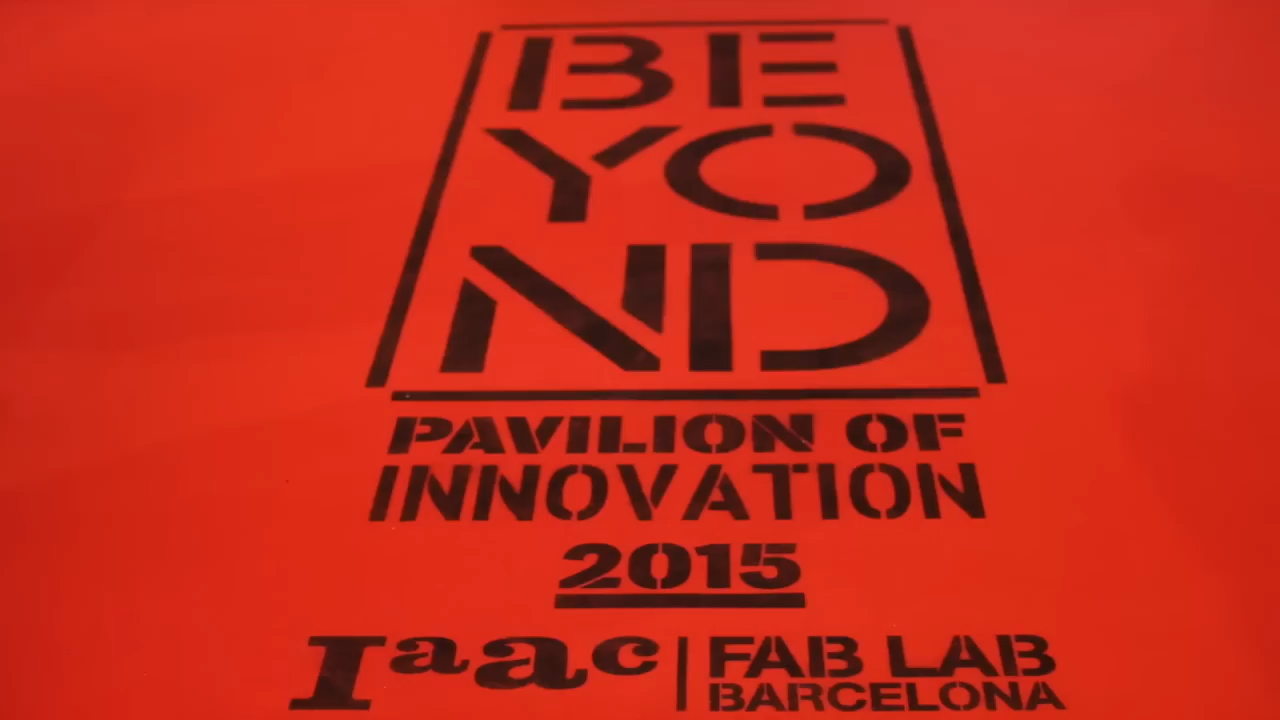 BE
YO
ND
PAVILION OF
INNOVATION
2015
Iaac | FAB LAB
BARCELONA